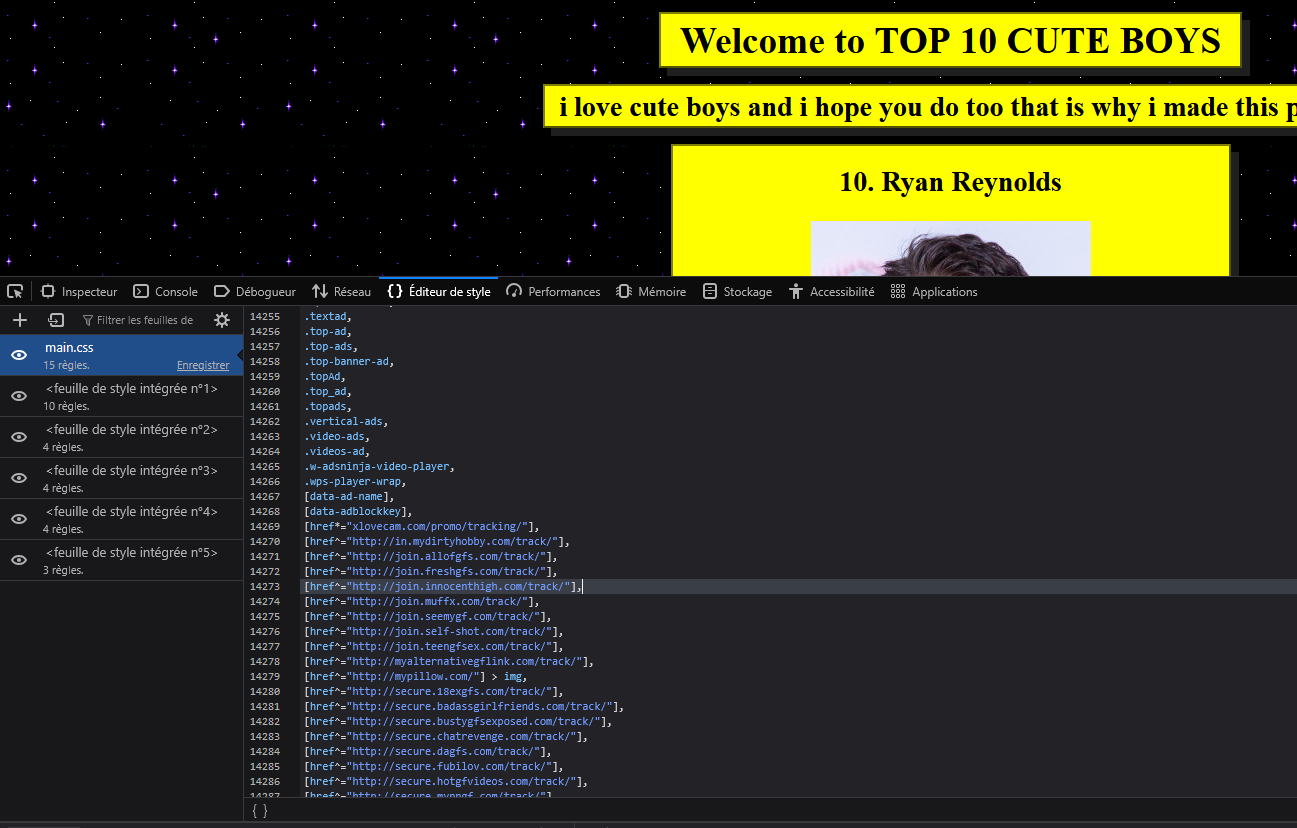 Welcome to TOP 10 CUTE BOYS
i love cute boys and i hope you do too that is why i made this p
10. Ryan Reynolds
Inspecteur Console Débogueur Réseau Éditeur de style Performances Mémoire Stockage Accessibilité Applications
Filtrer les feuilles de
main.css
15 règles. Enregistrer
<feuille de style intégrée n°1>
10 règles.
<feuille de style intégrée n°2>
4 règles.
<feuille de style intégrée n°3>
4 règles.
<feuille de style intégrée n°4>
4 règles.
<feuille de style intégrée n°5>
3 règles.
14255 .textad,
14256 .top-ad,
14257 .top-ads,
14258 .top-banner-ad,
14259 .topAd,
14260 .top_ad,
14261 .topads,
14262 .vertical-ads,
14263 .video-ads,
14264 .videos-ad,
14265 .w-adsninja-video-player,
14266 .wps-player-wrap,
14267 [data-ad-name],
14268 [data-adblockkey],
14269 [href*="xlovecam.com/promo/tracking/"],
14270 [href^="http://in.mydirtyhobby.com/track/"],
14271 [href^="http://join.allofgfs.com/track/"],
14272 [href^="http://join.freshgfs.com/track/"],
14273 [href^="http://join.innocenthigh.com/track/"],
14274 [href^="http://join.muffx.com/track/"],
14275 [href^="http://join.seemygf.com/track/"],
14276 [href^="http://join.self-shot.com/track/"],
14277 [href^="http://join.teengfsex.com/track/"],
14278 [href^="http://myalternativegflink.com/track/"],
14279 [href^="http://mypillow.com/"] > img,
14280 [href^="http://secure.18exgfs.com/track/"],
14281 [href^="http://secure.badassgirlfriends.com/track/"],
14282 [href^="http://secure.bustygfsexposed.com/track/"],
14283 [href^="http://secure.chatrevenge.com/track/"],
14284 [href^="http://secure.dagfs.com/track/"],
14285 [href^="http://secure.fubilov.com/track/"],
14286 [href^="http://secure.hotgfvideos.com/track/"],
14287
{ }